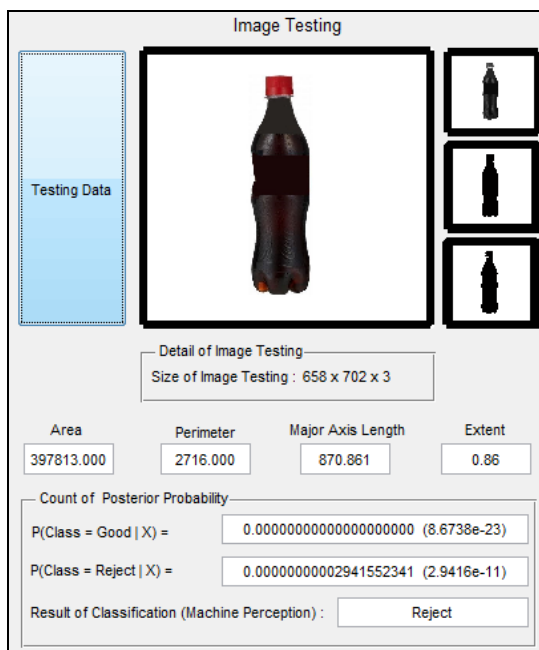 Image Testing
Testing Data
Detail of Image Testing
Size of Image Testing : 658 x 702 x 3
Area Perimeter Major Axis Length Extent
397813.000 2716.000 870.861 0.86
Count of Posterior Probability
P(Class = Good | X) = 0.00000000000000000000 (8.6738e-23)
P(Class = Reject | X) = 0.00000000002941552341 (2.9416e-11)
Result of Classification (Machine Perception) : Reject